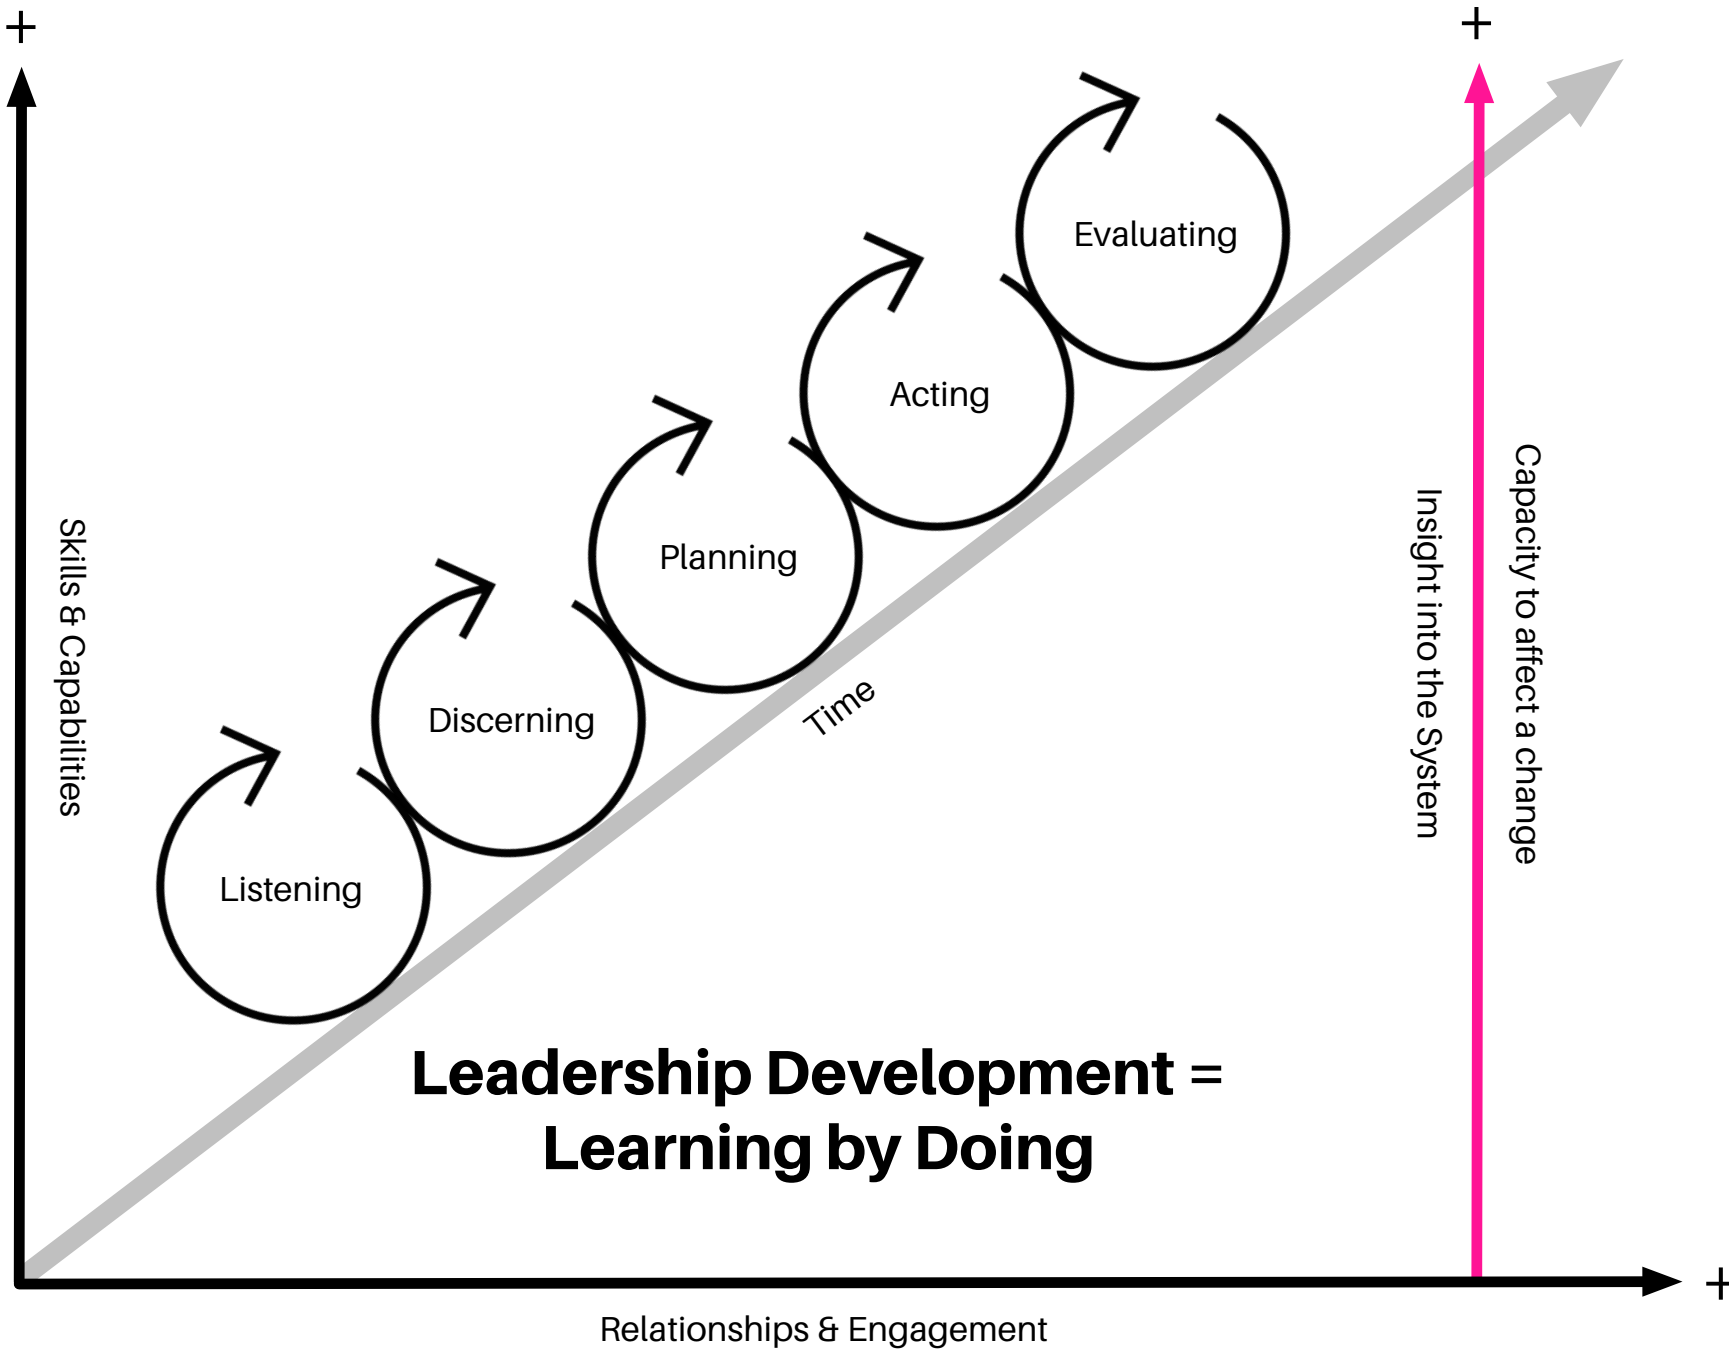 +
+
Evaluating
Acting
Planning
Discerning
Listening
Skills & Capabilities
Time
Insight into the System
Capacity to affect a change
Leadership Development =
Learning by Doing
+
Relationships & Engagement